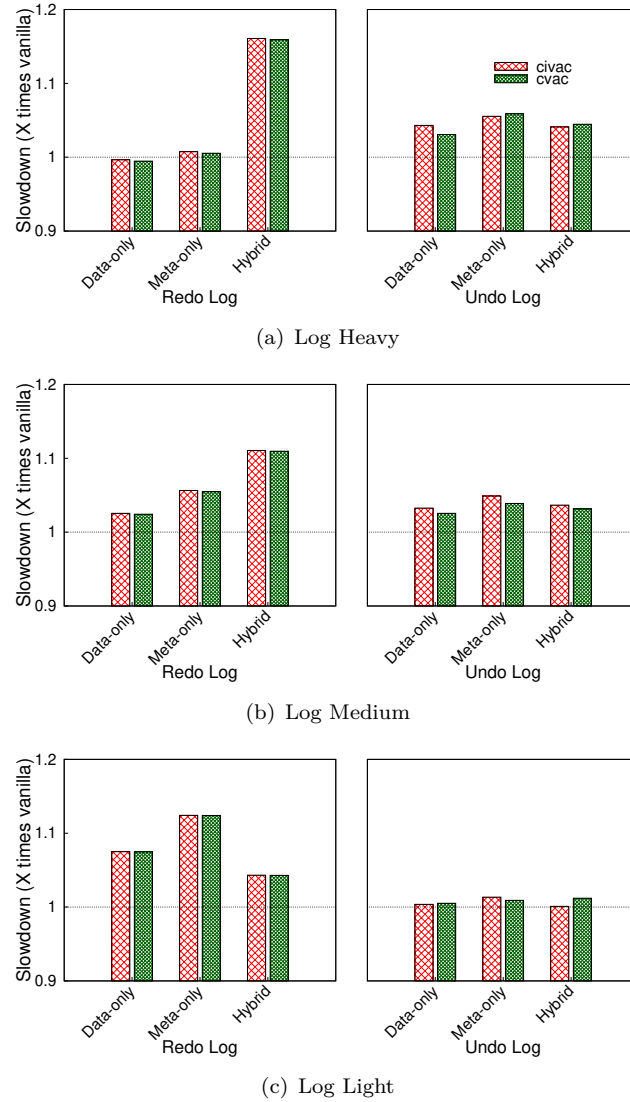 1.2
1.1
1
0.9
Slowdown (X times vanilla)
Data-only
Meta-only
Hybrid
Redo Log
civac
cvac
Data-only
Meta-only
Hybrid
Undo Log
(a) Log Heavy
1.2
1.1
1
0.9
Slowdown (X times vanilla)
Data-only
Meta-only
Hybrid
Redo Log
Data-only
Meta-only
Hybrid
Undo Log
(b) Log Medium
1.2
1.1
1
0.9
Slowdown (X times vanilla)
Data-only
Meta-only
Hybrid
Redo Log
Data-only
Meta-only
Hybrid
Undo Log
(c) Log Light